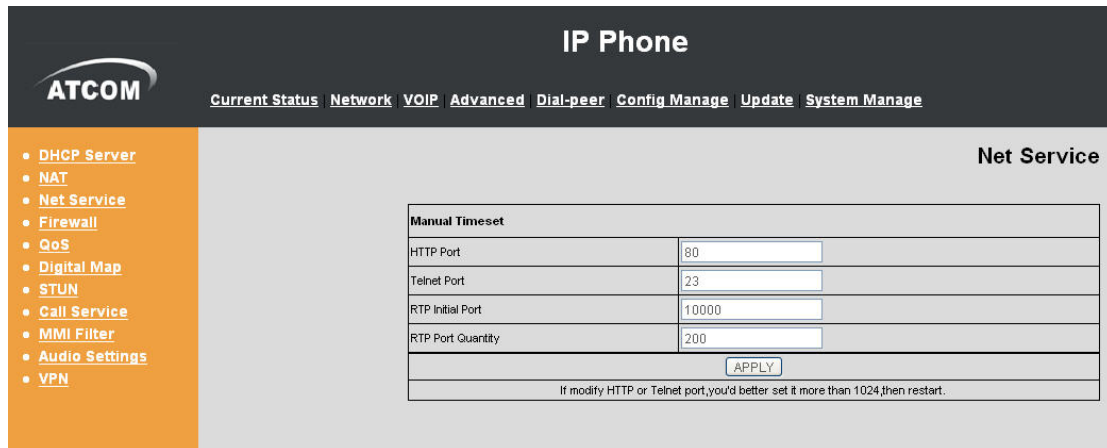 IP Phone
ATCOM
Current Status | Network | VOIP | Advanced | Dial-peer | Config Manage | Update | System Manage
• DHCP Server
• NAT
• Net Service
• Firewall
• QoS
• Digital Map
• STUN
• Call Service
• MMI Filter
• Audio Settings
• VPN
Net Service
Manual Timeset
HTTP Port 80
Telnet Port 23
RTP Initial Port 10000
RTP Port Quantity 200
APPLY
If modify HTTP or Telnet port,you'd better set it more than 1024,then restart.